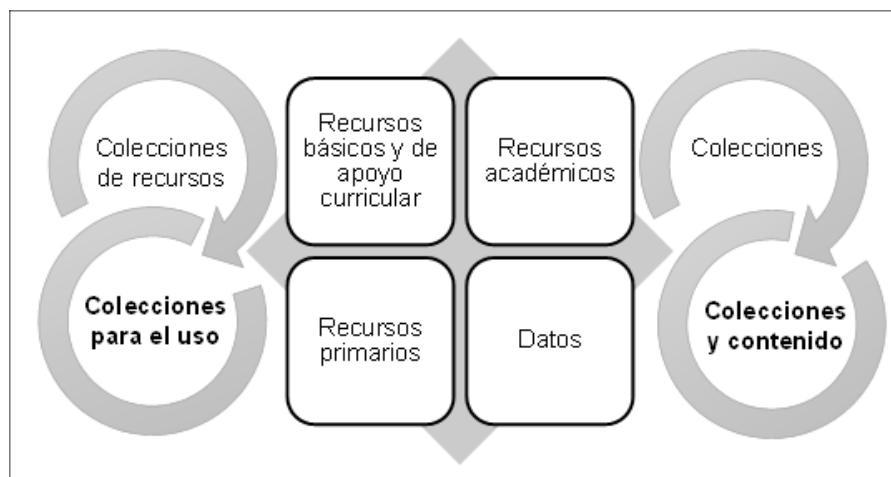 Colecciones
de recursos
Colecciones
para el uso
Recursos
básicos y de
apoyo
curricular
Recursos
académicos
Recursos
primarios
Datos
Colecciones
Colecciones
y contenido